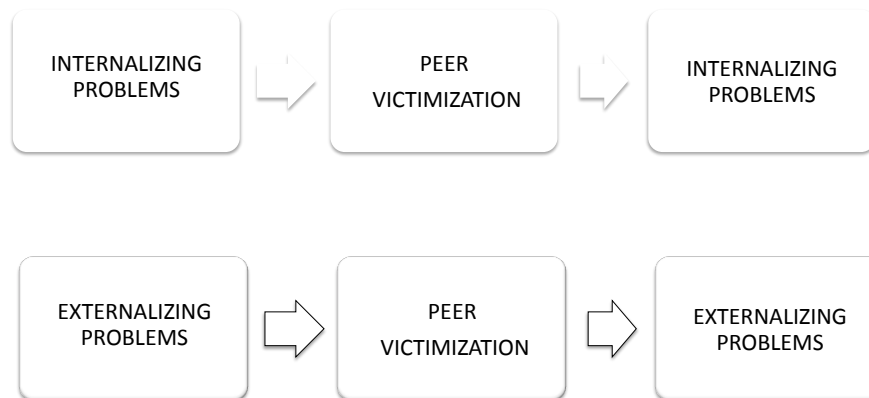 INTERNALIZING
PROBLEMS
PEER
VICTIMIZATION
INTERNALIZING
PROBLEMS
EXTERNALIZING
PROBLEMS
PEER
VICTIMIZATION
EXTERNALIZING
PROBLEMS